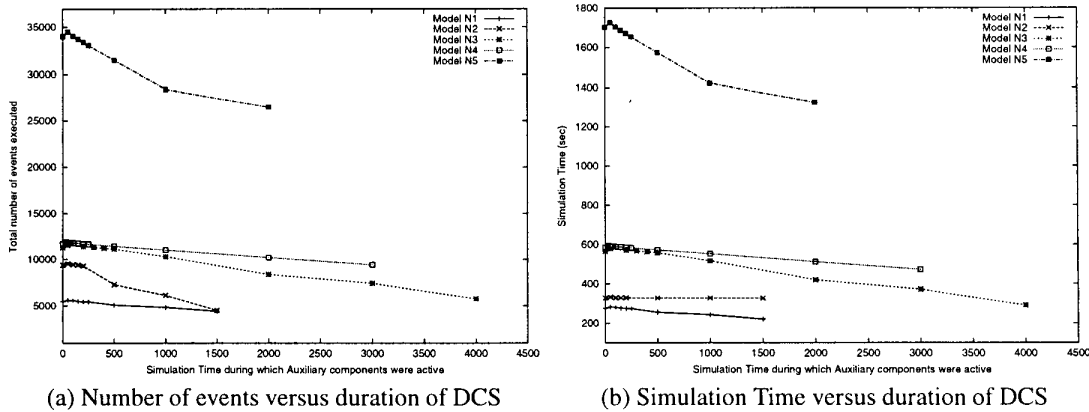 35000
30000
25000
20000
15000
10000
5000
Total number of events executed
0 500 1000 1500 2000 2500 3000 3500 4000 4500
Simulation Time during which Auxiliary components were active
Model N1
Model N2
Model N3
Model N4
Model N5
(a) Number of events versus duration of DCS
1800
1600
1400
1200
1000
800
600
400
200
Simulation Time (sec)
0 500 1000 1500 2000 2500 3000 3500 4000 4500
Simulation Time during which Auxiliary components were active
Model N1
Model N2
Model N3
Model N4
Model N5
(b) Simulation Time versus duration of DCS